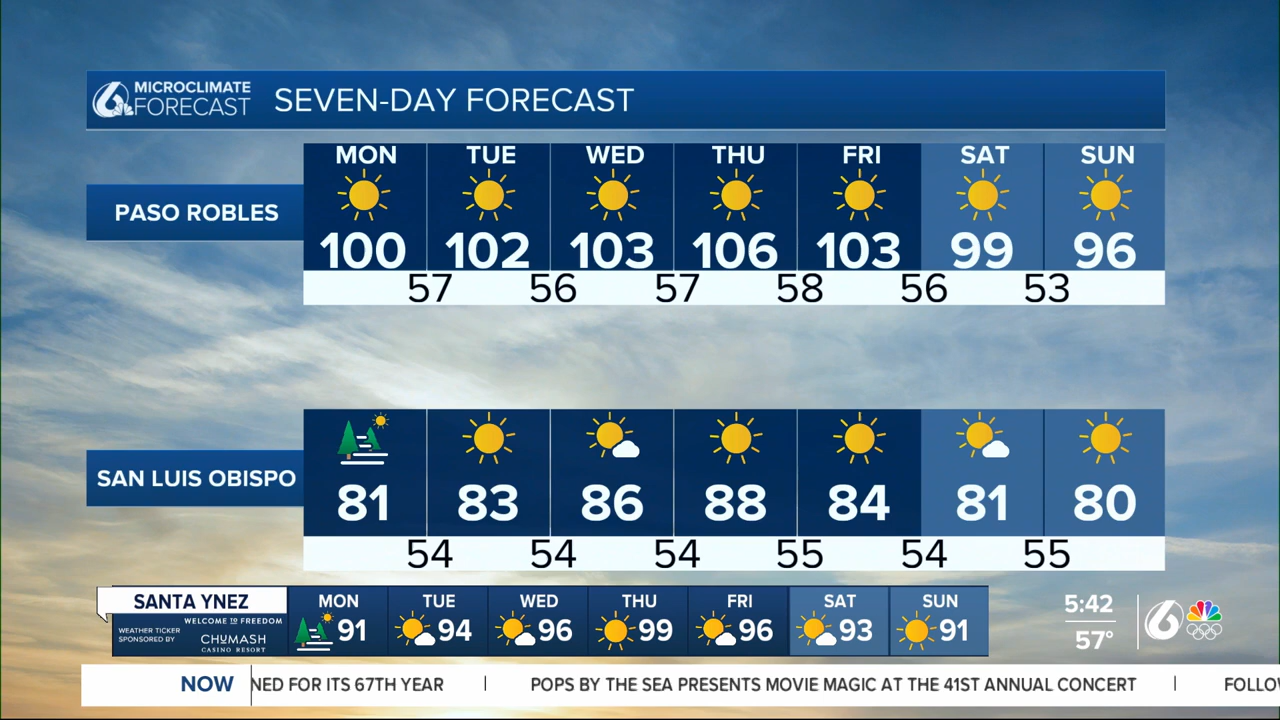 6 MICROCLIMATE
FORECAST
SEVEN-DAY FORECAST
MON TUE WED THU FRI SAT SUN
PASO ROBLES
100 102 103 106 103 99 96
57 56 57 58 56 53
SAN LUIS OBISPO
81 83 86 88 84 81 80
54 54 54 55 54 55
SANTA YNEZ
WEATHER TICKER
SPONSORED BY
WELCOME TO FREEDOM
CHUMASH
CASINO RESORT
MON TUE WED THU FRI SAT SUN
91 94 96 99 96 93 91
5:42
57°
6
NOW
NED FOR ITS 67TH YEAR | POPS BY THE SEA PRESENTS MOVIE MAGIC AT THE 41ST ANNUAL CONCERT | FOLLO